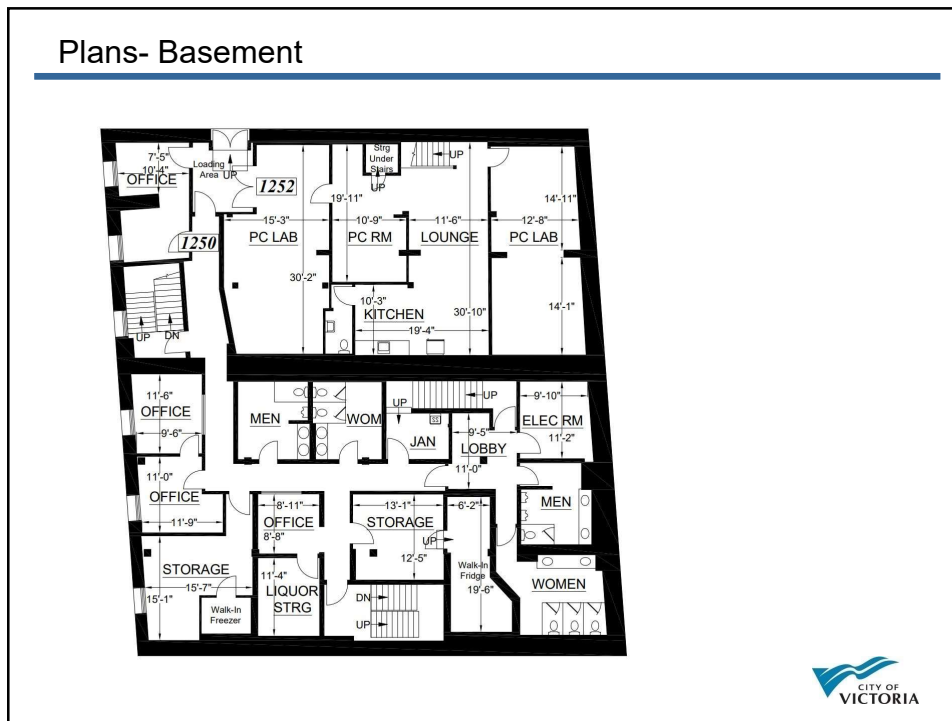 Plans- Basement
7'-5"
10'-4"
OFFICE
Loading
Area
UP
1252
1250
15'-3"
PC LAB
30'-2"
19'-11"
Strg
Under
Stairs
UP
10'-9"
PC RM
UP
11'-6"
LOUNGE
14'-11"
12'-8"
PC LAB
14'-1"
10'-3"
KITCHEN
19'-4"
30'-10"
UP
DN
11'-6"
OFFICE
9'-6"
MEN
WOM
UP
JAN
UP
9'-5"
LOBBY
11'-0"
9'-10"
ELEC RM
11'-2"
11'-0"
OFFICE
11'-9"
8'-11"
OFFICE
8'-8"
13'-1"
STORAGE
12'-5"
UP
6'-2"
Walk-In
Fridge
19'-6"
MEN
WOMEN
STORAGE
15'-7"
15'-1"
Walk-In
Freezer
11'-4"
LIQUOR
STRG
DN
UP
CITY OF
VICTORIA